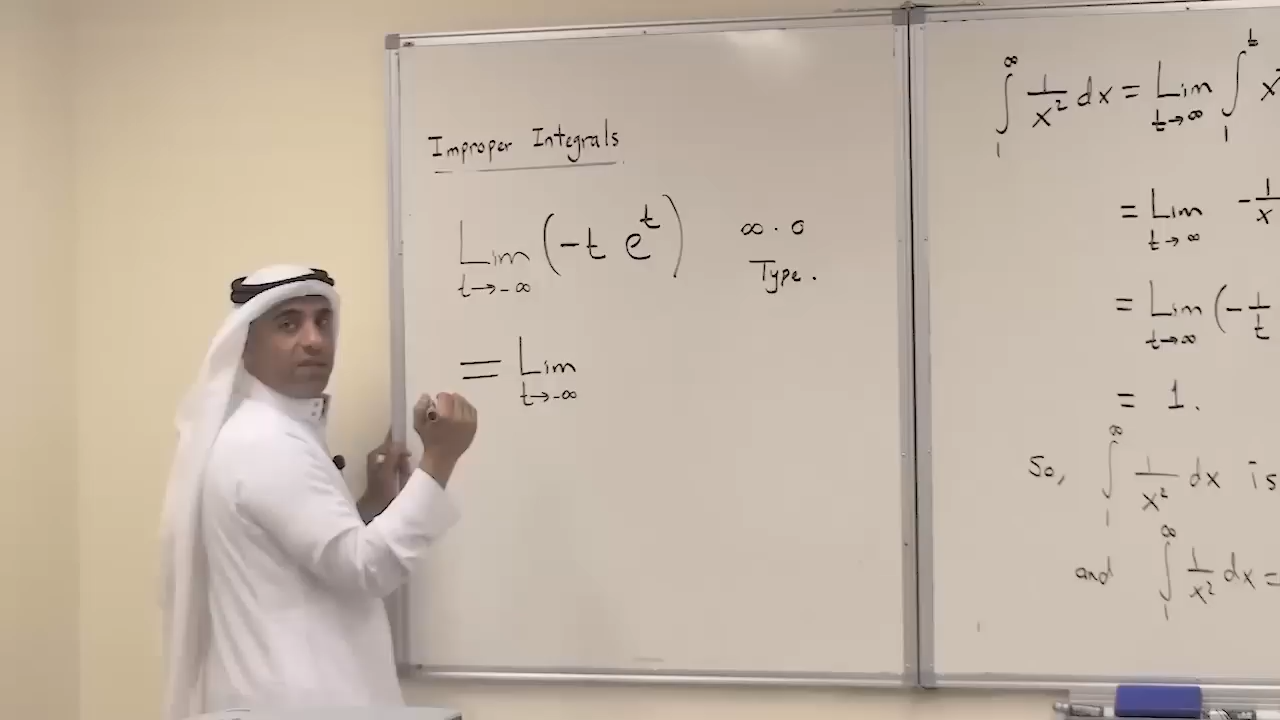 Improper Integrals
Lim (-t e^t) ∞ · 0
t→-∞ Type.
= Lim
t→-∞
∫_1^∞ 1/x² dx = Lim ∫_1^t x
t→∞
= Lim -1/x
t→∞
= Lim (-1/t
t→∞
= 1.
So, ∫_1^∞ 1/x² dx is
and ∫_1^∞ 1/x² dx =